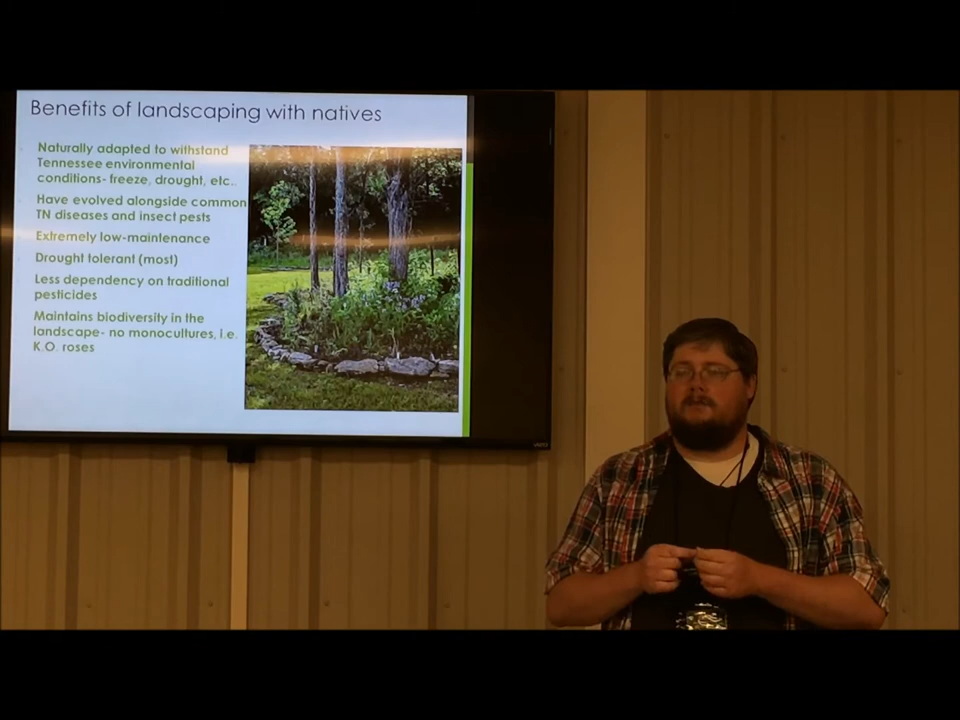 Benefits of landscaping with natives
Naturally adapted to withstand
Tennessee environmental
conditions- freeze, drought, etc..
Have evolved alongside common
TN diseases and insect pests
Extremely low-maintenance
Drought tolerant (most)
Less dependency on traditional
pesticides
Maintains biodiversity in the
landscape- no monocultures, i.e.
K.O. roses